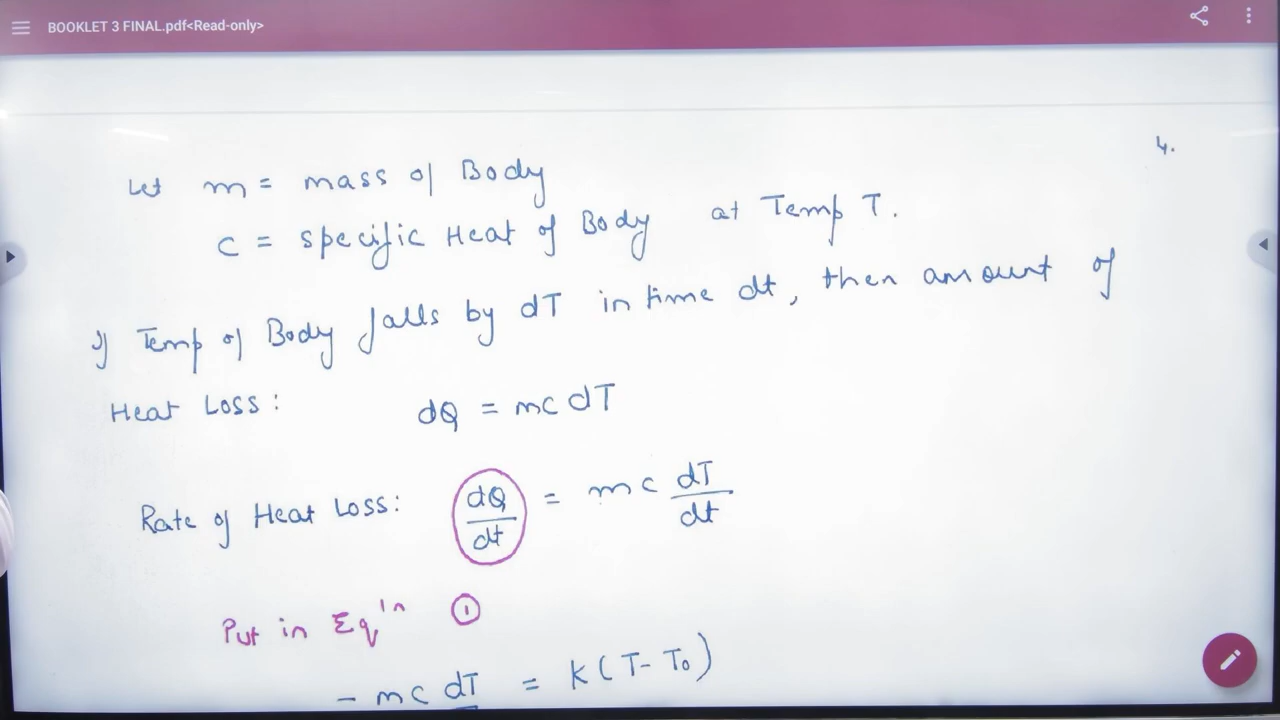 BOOKLET 3 FINAL.pdf<Read-only>
4.
Let m = mass of Body
c = specific Heat of Body at Temp T.
If Temp of Body falls by dT in time dt, then amount of
Heat Loss: dQ = mc dT
Rate of Heat Loss: dQ/dt = mc dT/dt
Put in Eq'n ①
- mc dT = K(T- T₀)